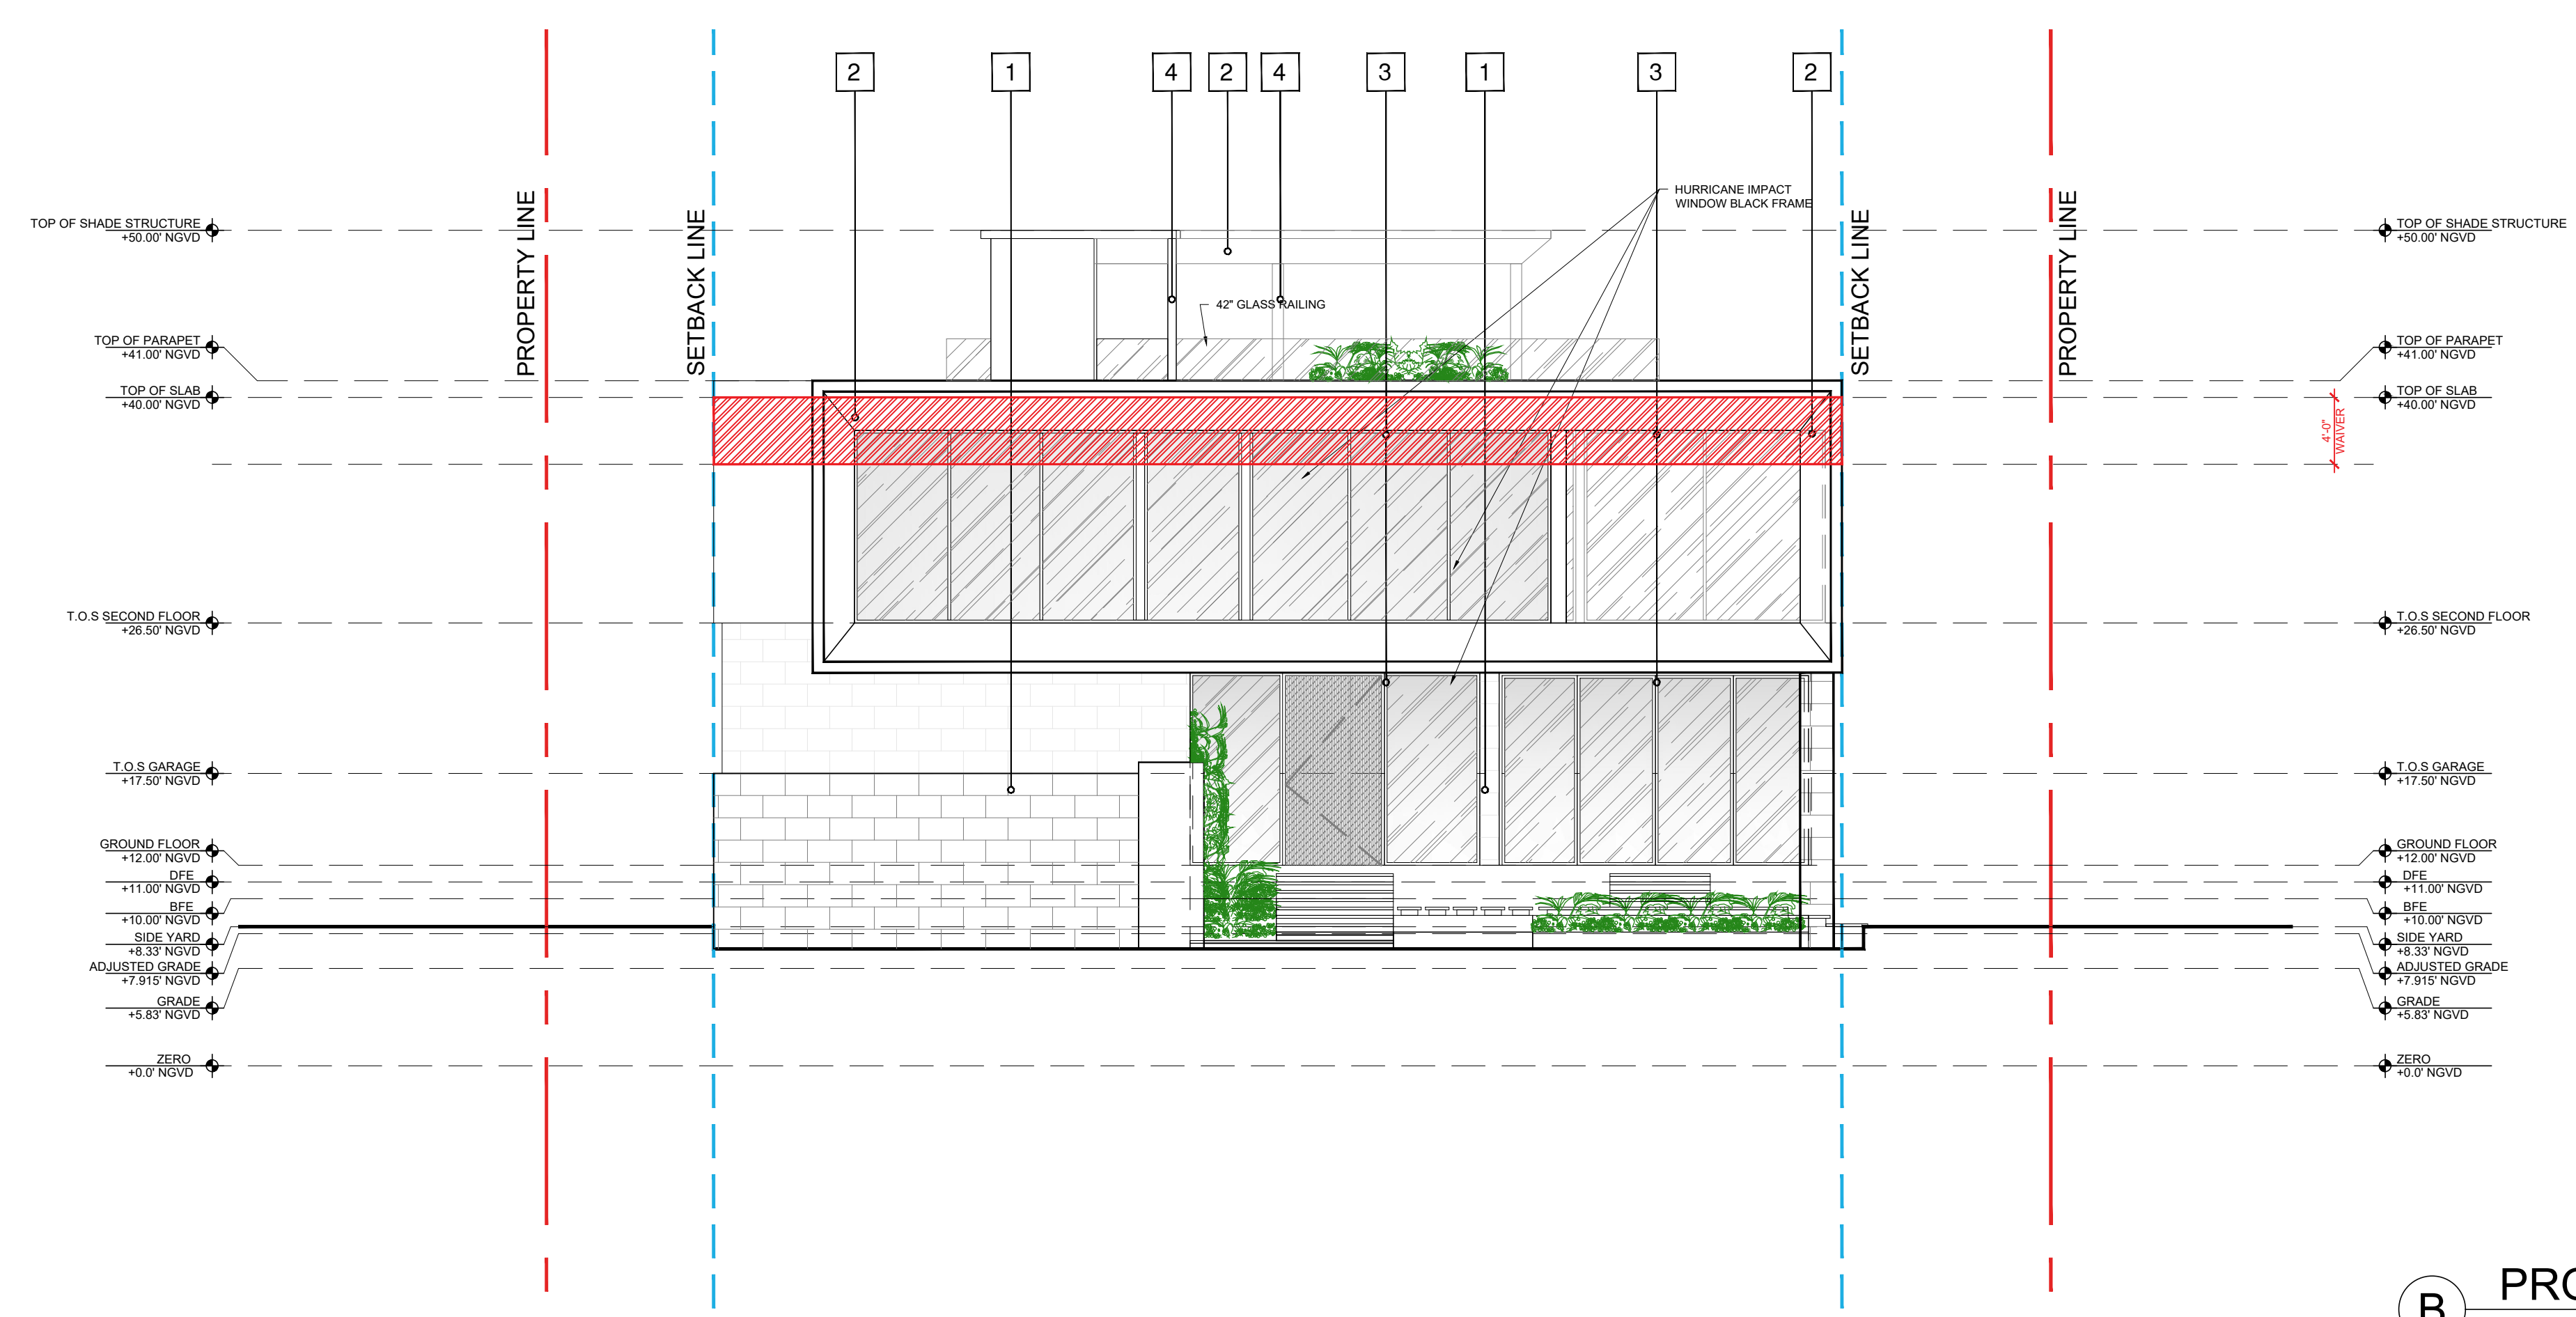 2
1
4
2
4
3
1
3
2
HURRICANE IMPACT
WINDOW BLACK FRAME
42" GLASS RAILING
PROPERTY LINE
SETBACK LINE
SETBACK LINE
PROPERTY LINE
TOP OF SHADE STRUCTURE
+50.00' NGVD
TOP OF PARAPET
+41.00' NGVD
TOP OF SLAB
+40.00' NGVD
T.O.S SECOND FLOOR
+26.50' NGVD
T.O.S GARAGE
+17.50' NGVD
GROUND FLOOR
+12.00' NGVD
DFE
+11.00' NGVD
BFE
+10.00' NGVD
SIDE YARD
+8.33' NGVD
ADJUSTED GRADE
+7.915' NGVD
GRADE
+5.83' NGVD
ZERO
+0.0' NGVD
TOP OF SHADE STRUCTURE
+50.00' NGVD
TOP OF PARAPET
+41.00' NGVD
TOP OF SLAB
+40.00' NGVD
4'-0"
WAIVER
T.O.S SECOND FLOOR
+26.50' NGVD
T.O.S GARAGE
+17.50' NGVD
GROUND FLOOR
+12.00' NGVD
DFE
+11.00' NGVD
BFE
+10.00' NGVD
SIDE YARD
+8.33' NGVD
ADJUSTED GRADE
+7.915' NGVD
GRADE
+5.83' NGVD
ZERO
+0.0' NGVD
B